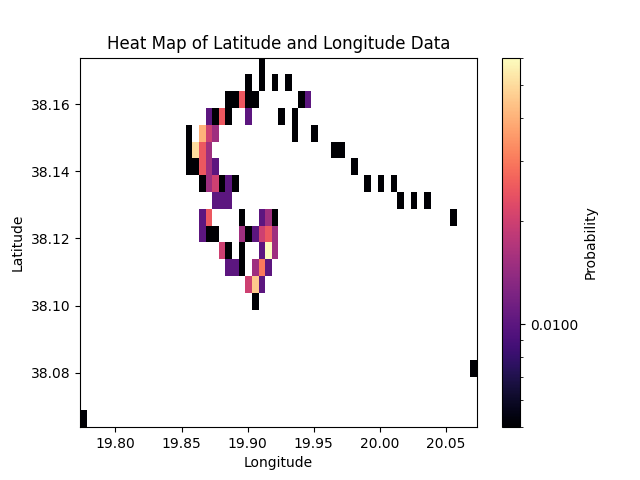 Heat Map of Latitude and Longitude Data
38.16
38.14
38.12
38.10
38.08
Latitude
19.80 19.85 19.90 19.95 20.00 20.05
Longitude
0.0100
Probability